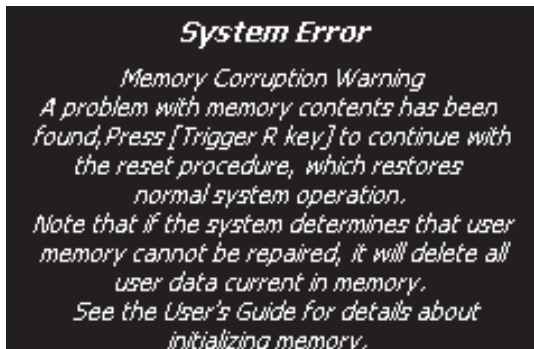 System Error
Memory Corruption Warning
A problem with memory contents has been
found,Press [Trigger R key] to continue with
the reset procedure, which restores
normal system operation.
Note that if the system determines that user
memory cannot be repaired, it will delete all
user data current in memory.
See the User's Guide for details about
initializing memory.